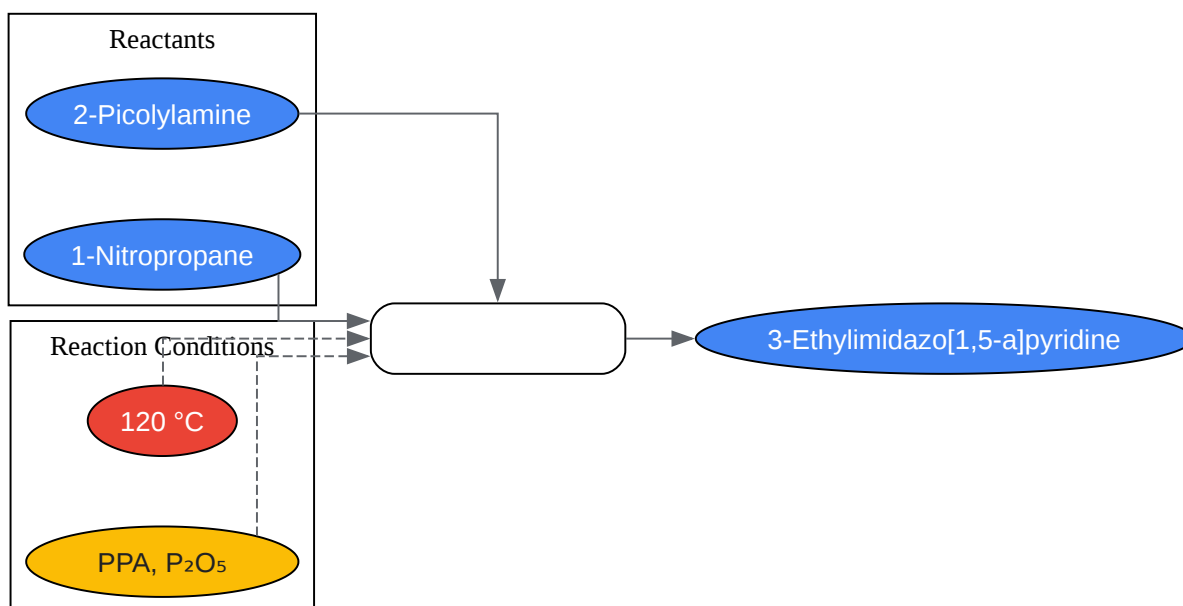 Reactants
2-Picolylamine
1-Nitropropane
Reaction Conditions
120 °C
PPA, P₂O₅
3-Ethylimidazo[1,5-a]pyridine